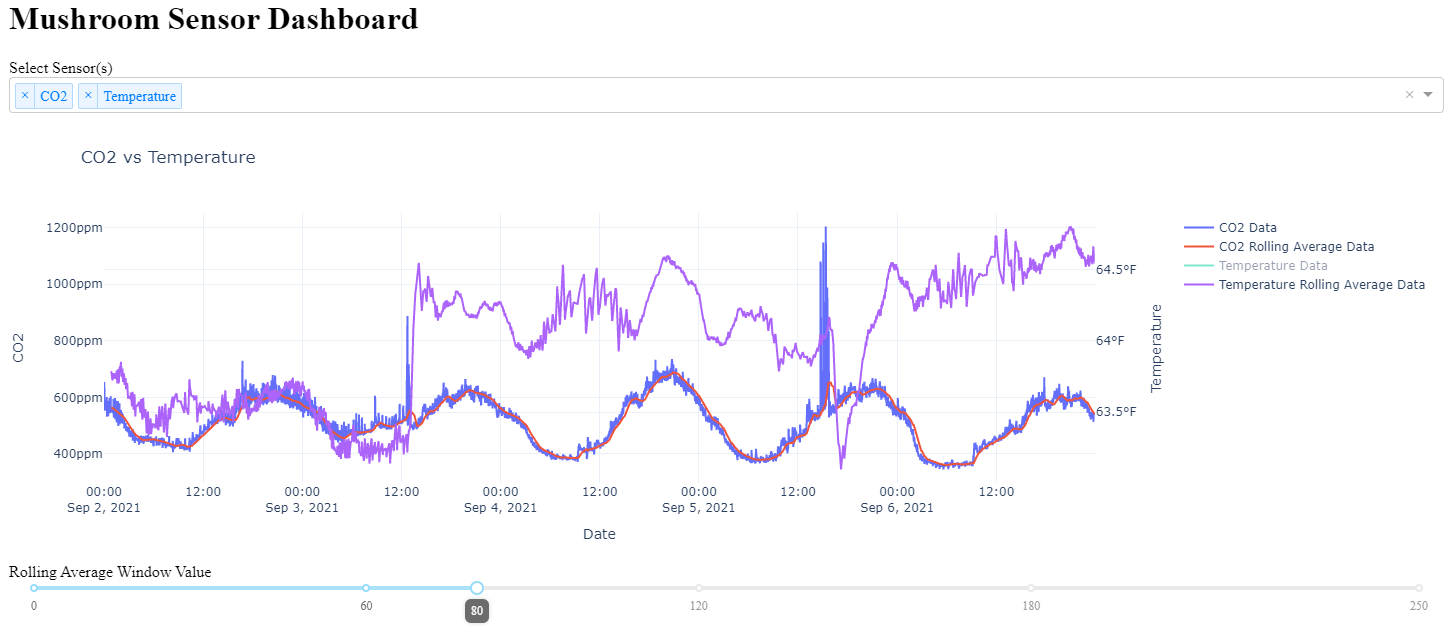 Mushroom Sensor Dashboard
Select Sensor(s)
× CO2 × Temperature ×
CO2 vs Temperature
1200ppm
1000ppm
800ppm
600ppm
400ppm
CO2
64.5°F
64°F
63.5°F
Temperature
CO2 Data
CO2 Rolling Average Data
Temperature Data
Temperature Rolling Average Data
00:00 12:00 00:00 12:00 00:00 12:00 00:00 12:00 00:00 12:00
Sep 2, 2021 Sep 3, 2021 Sep 4, 2021 Sep 5, 2021 Sep 6, 2021
Date
Rolling Average Window Value
0 60 80 120 180 250